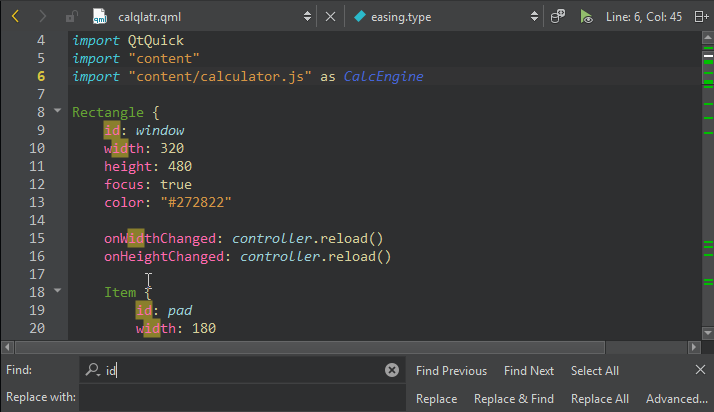 calqlatr.qml easing.type Line: 6, Col: 45
4 import QtQuick
5 import "content"
6 import "content/calculator.js" as CalcEngine
7
8 Rectangle {
9 id: window
10 width: 320
11 height: 480
12 focus: true
13 color: "#272822"
14
15 onWidthChanged: controller.reload()
16 onHeightChanged: controller.reload()
17
18 Item {
19 id: pad
20 width: 180
Find: id Find Previous Find Next Select All
Replace with: Replace Replace & Find Replace All Advanced...